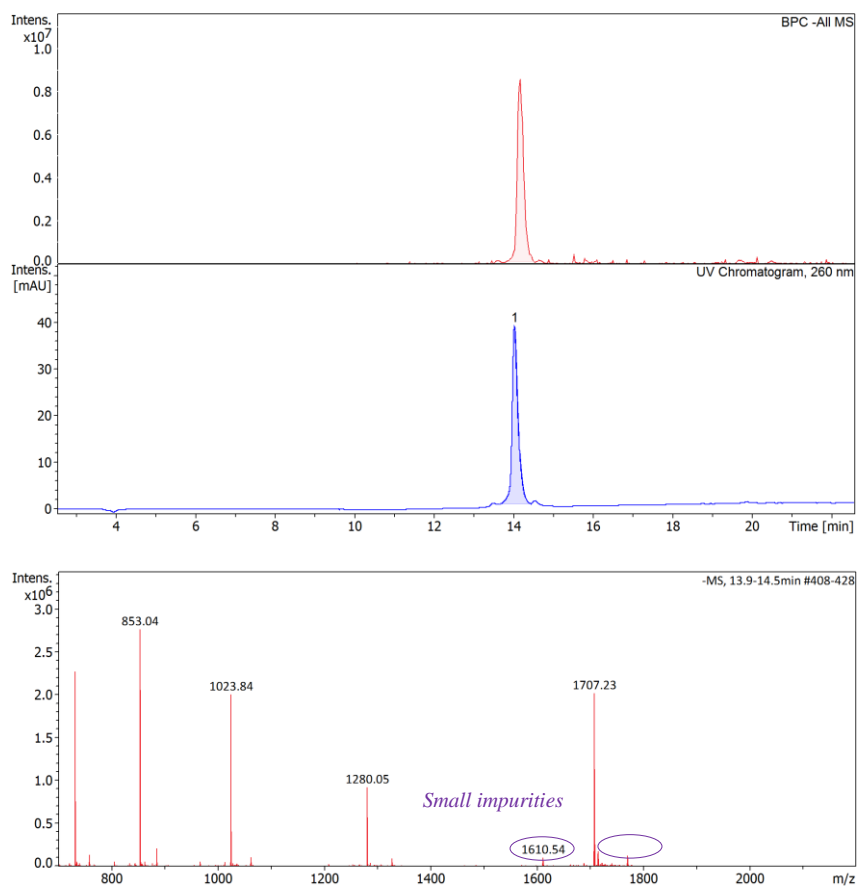 Intens.
x10⁷
BPC -All MS
1.0
0.8
0.6
0.4
0.2
0.0
Intens.
[mAU]
UV Chromatogram, 260 nm
1
40
30
20
10
0
4 6 8 10 12 14 16 18 20 Time [min]
Intens.
x10⁶
-MS, 13.9-14.5min #408-428
3.0
853.04
2.5
1023.84
1707.23
2.0
1.5
1280.05
1.0
Small impurities
0.5
1610.54
0.0
800 1000 1200 1400 1600 1800 2000 m/z